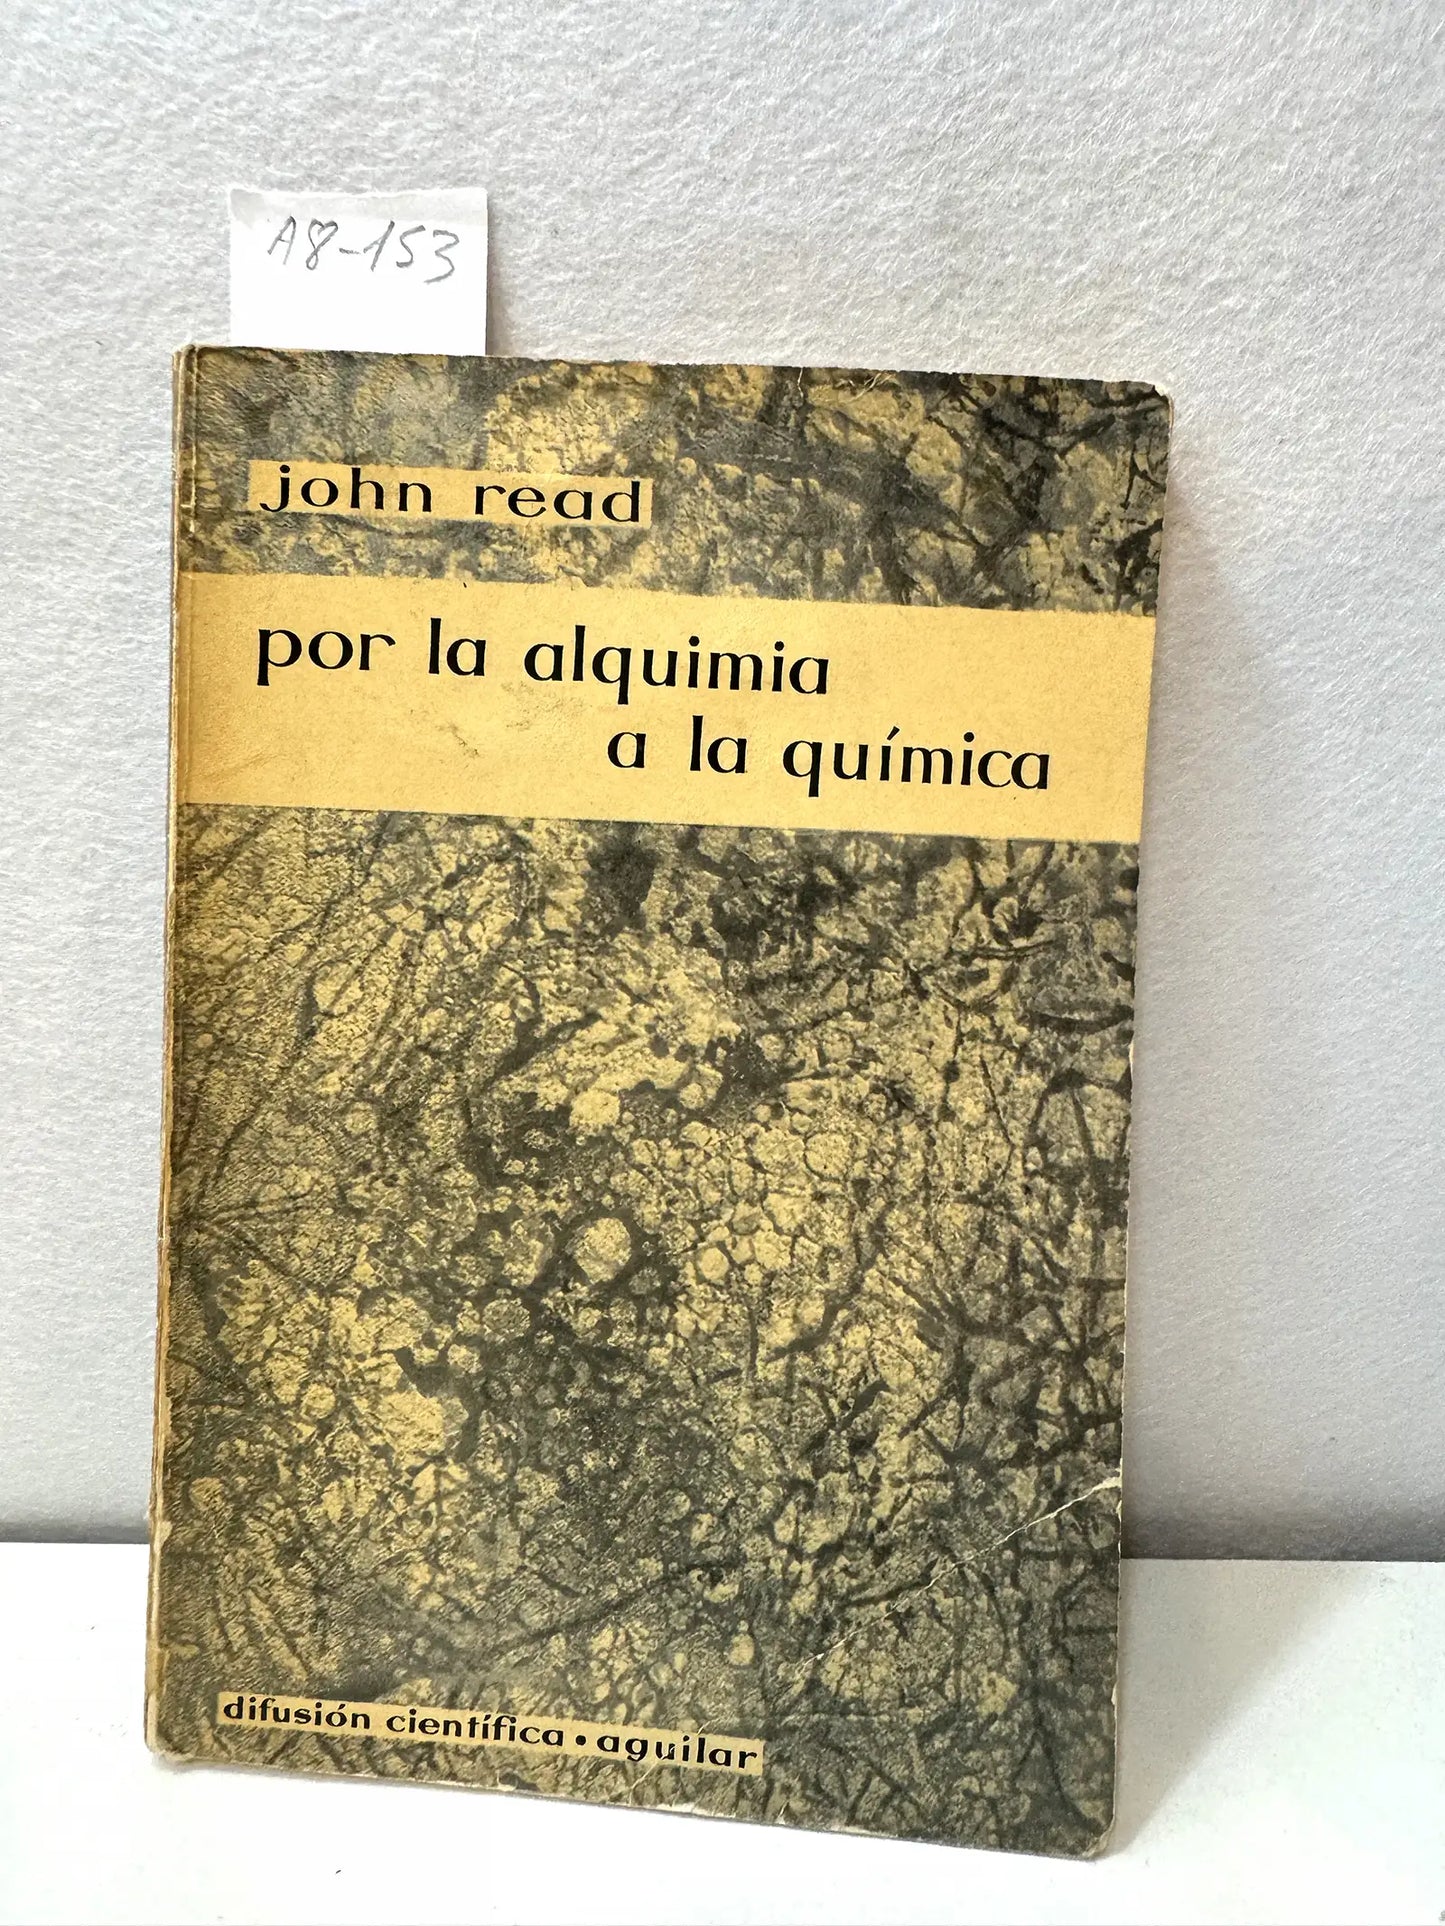 A8-153
john read
por la alquimia
a la química
difusión científica • aguilar